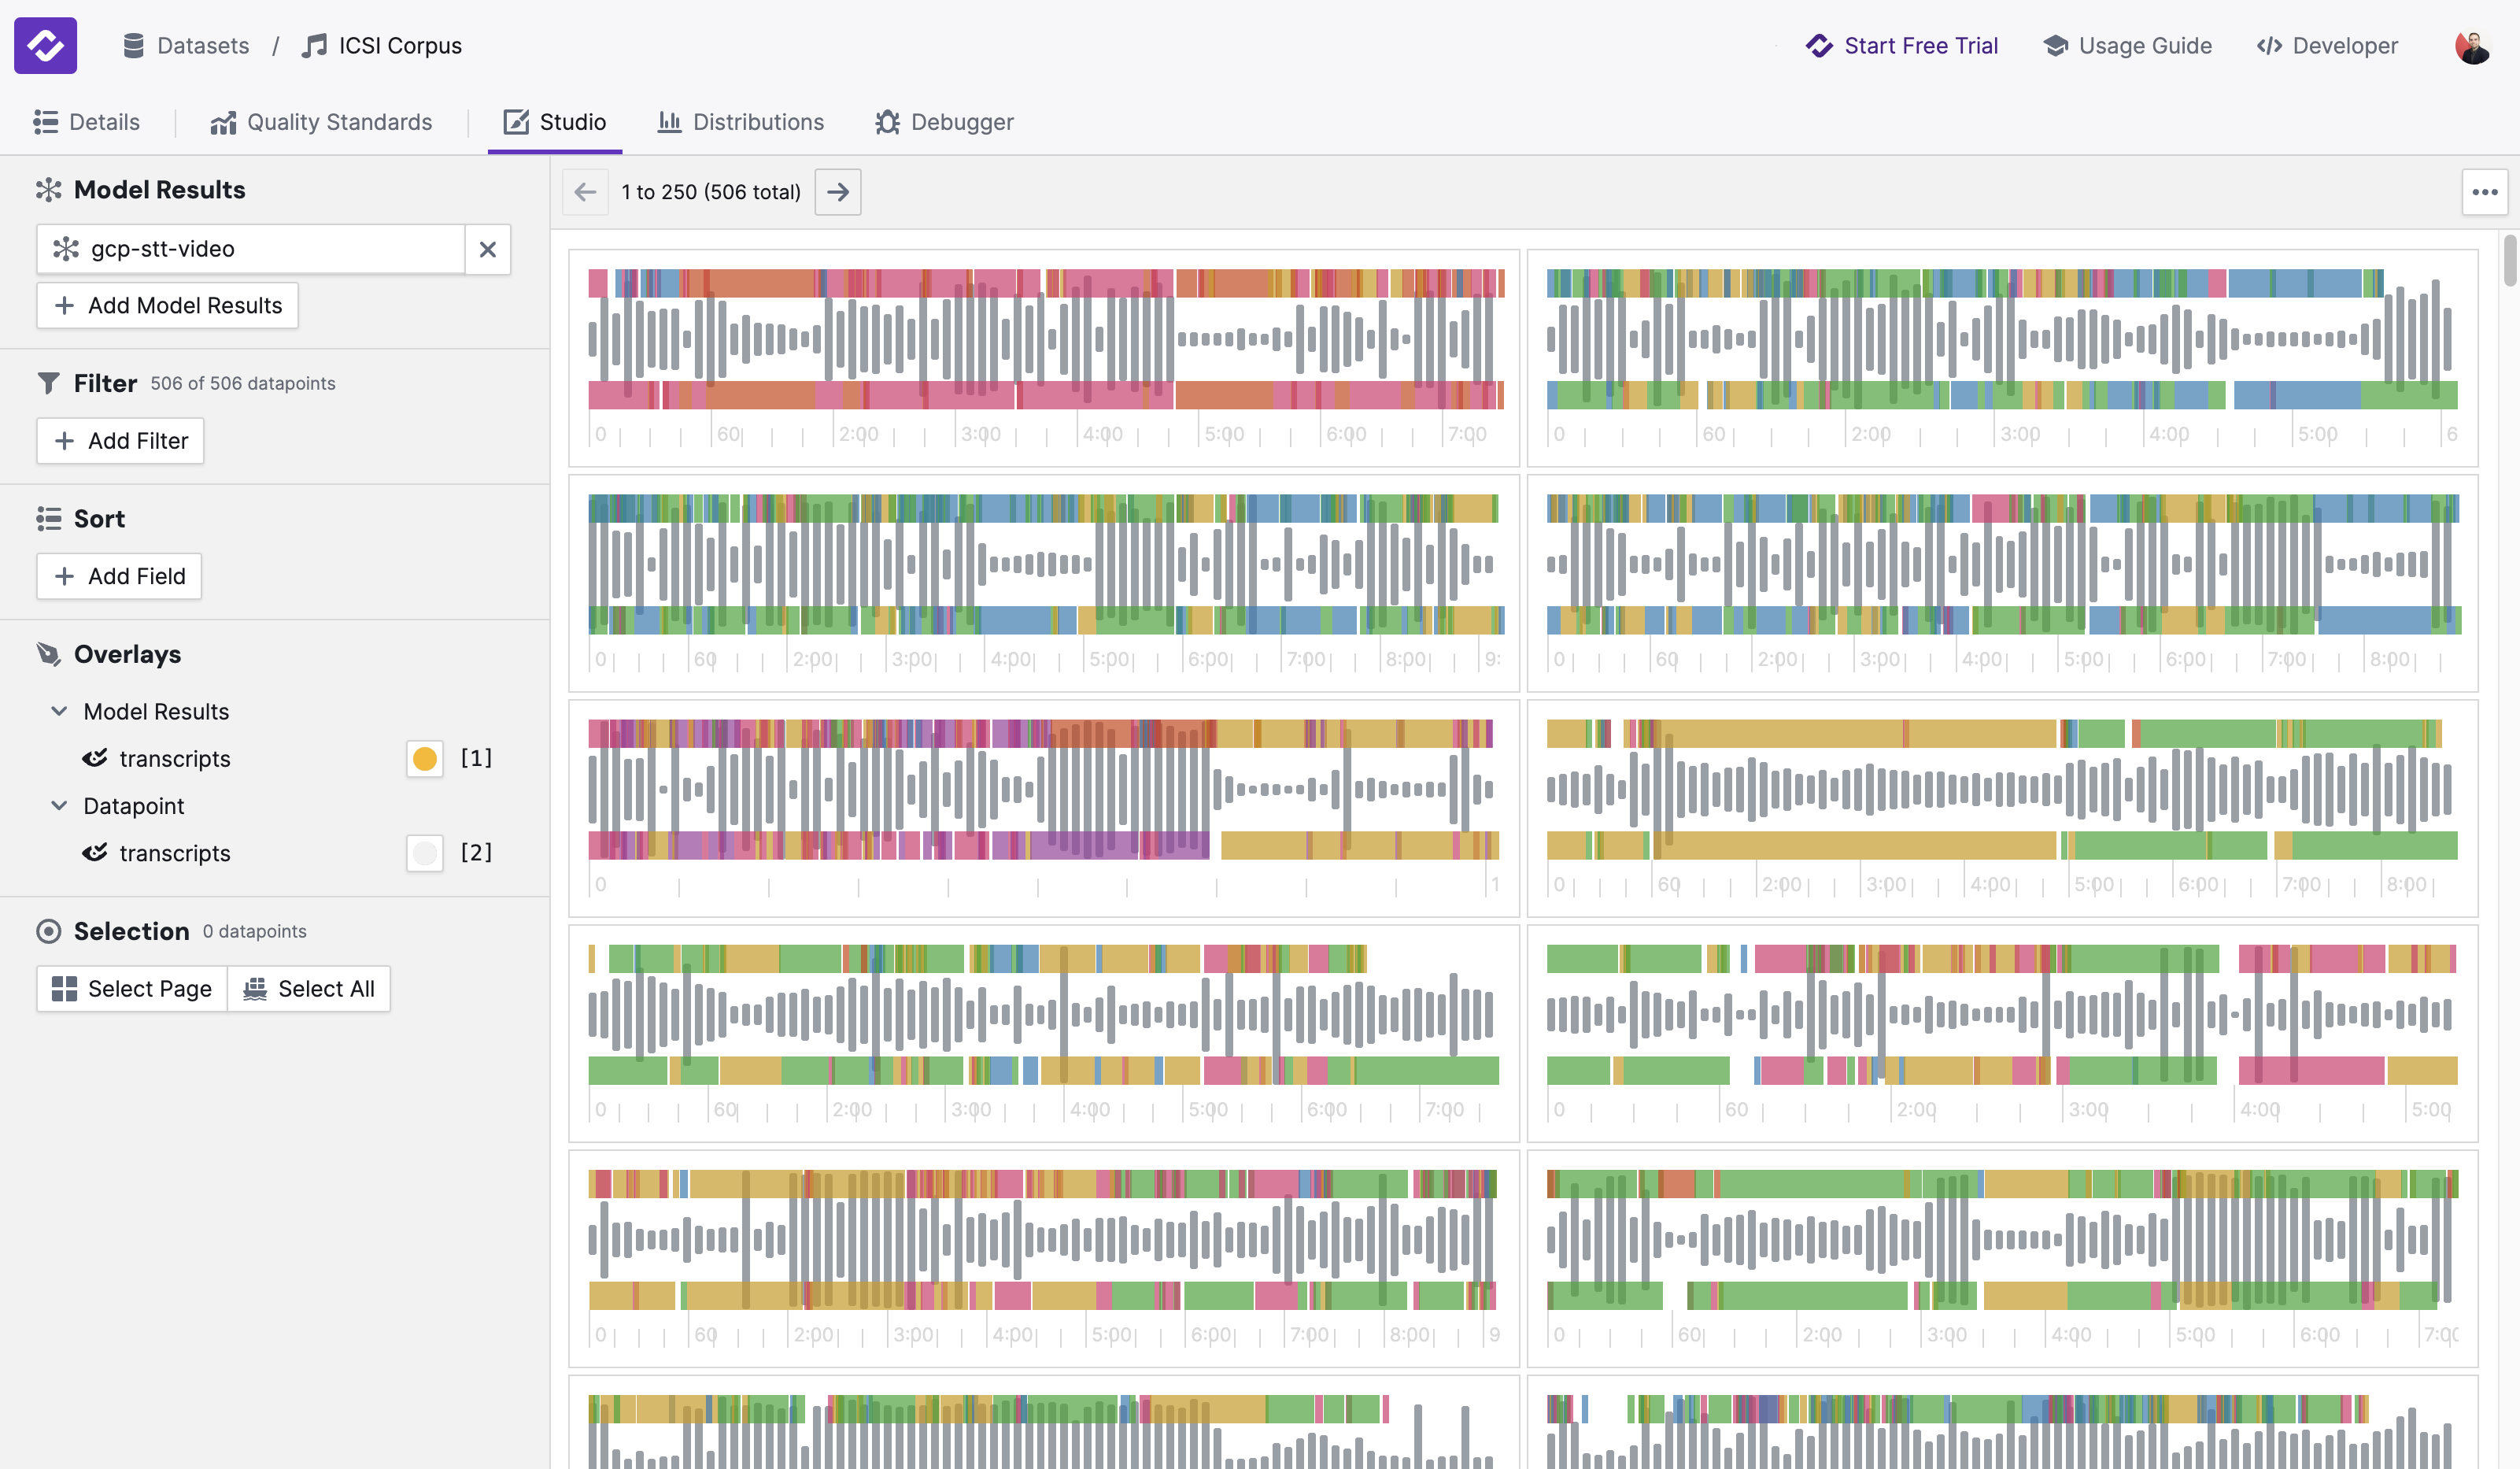 Datasets / ICSI Corpus
Start Free Trial
Usage Guide
Developer
Details
Quality Standards
Studio
Distributions
Debugger
Model Results
gcp-stt-video
Add Model Results
Filter 506 of 506 datapoints
Add Filter
Sort
Add Field
Overlays
Model Results
transcripts [1]
Datapoint
transcripts [2]
Selection 0 datapoints
Select Page
Select All
1 to 250 (506 total)
0 60 2:00 3:00 4:00 5:00 6:00 7:00
0 60 2:00 3:00 4:00 5:00 6
0 60 2:00 3:00 4:00 5:00 6:00 7:00 8:00 9:
0 60 2:00 3:00 4:00 5:00 6:00 7:00 8:00
0 1
0 60 2:00 3:00 4:00 5:00 6:00 7:00 8:00
0 60 2:00 3:00 4:00 5:00 6:00 7:00
0 60 2:00 3:00 4:00 5:00
0 60 2:00 3:00 4:00 5:00 6:00 7:00 8:00 9
0 60 2:00 3:00 4:00 5:00 6:00 7:0